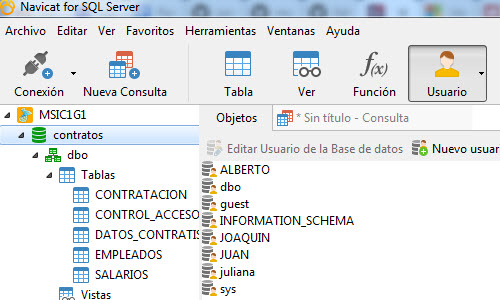 Navicat for SQL Server
Archivo Editar Ver Favoritos Herramientas Ventanas Ayuda
Conexión Nueva Consulta Tabla Ver f(x) Función Usuario
MSIC1G1
contratos
dbo
Tablas
CONTRATACION
CONTROL_ACCESO
DATOS_CONTRATIS
EMPLEADOS
SALARIOS
Vistas
Objetos * Sin título - Consulta
Editar Usuario de la Base de datos Nuevo usuar
ALBERTO
dbo
guest
INFORMATION_SCHEMA
JOAQUIN
JUAN
juliana
sys